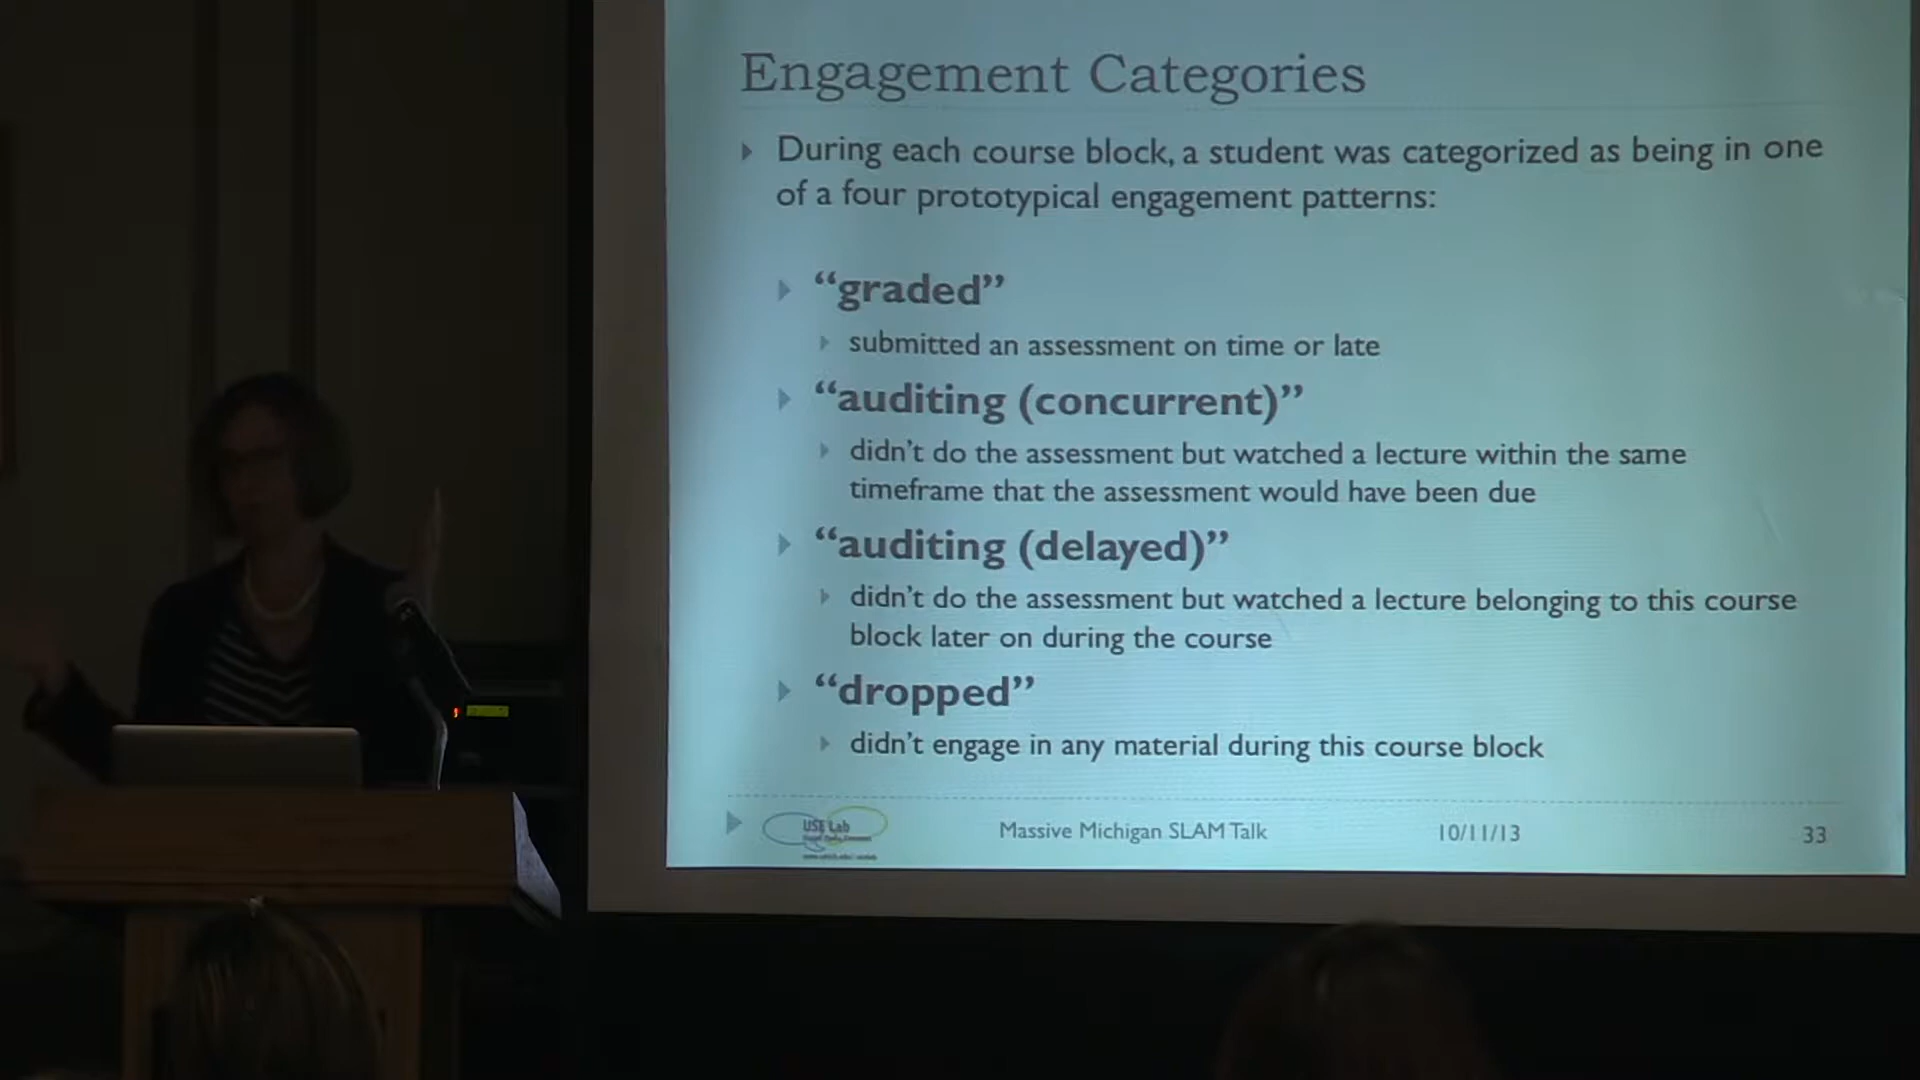 Engagement Categories
During each course block, a student was categorized as being in one
of a four prototypical engagement patterns:
“graded”
submitted an assessment on time or late
“auditing (concurrent)”
didn’t do the assessment but watched a lecture within the same
timeframe that the assessment would have been due
“auditing (delayed)”
didn’t do the assessment but watched a lecture belonging to this course
block later on during the course
“dropped”
didn’t engage in any material during this course block
USE Lab
Massive Michigan SLAM Talk
10/11/13
33